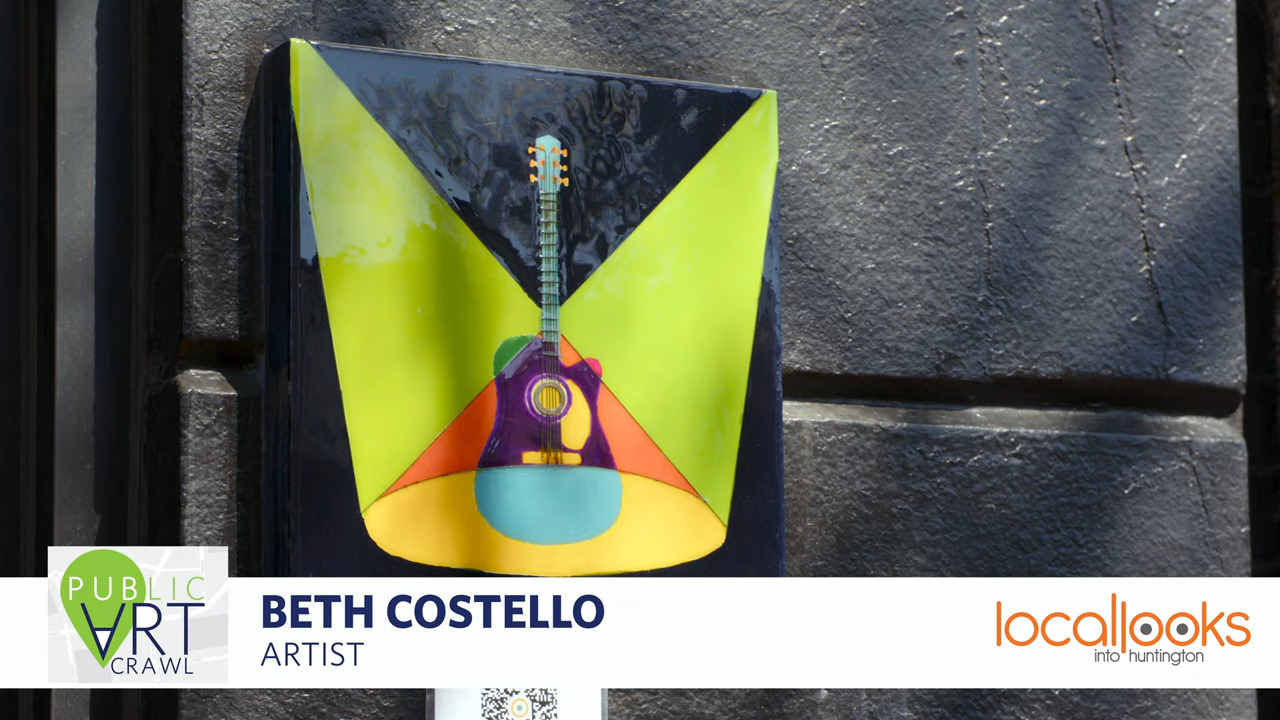 PUBLIC
ART
CRAWL
BETH COSTELLO
ARTIST
locallooks
into huntington